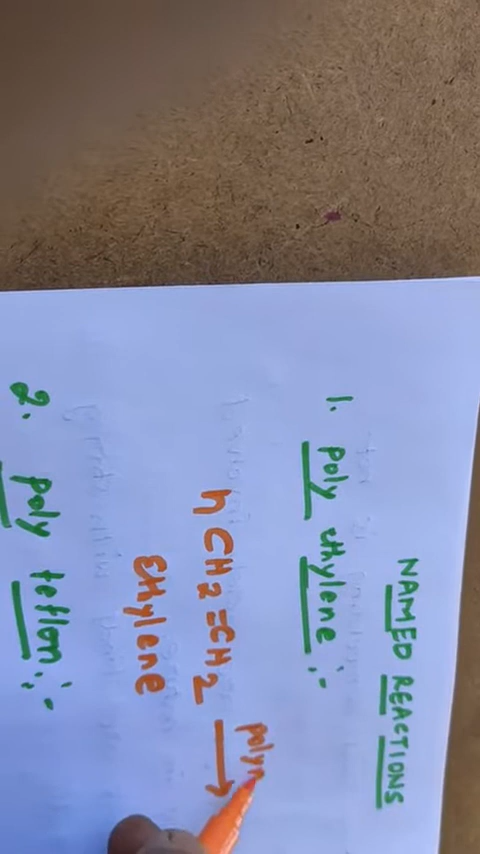 NAMED REACTIONS
1. Poly ethylene :-
n CH2 = CH2 →
Ethylene
2. Poly teflon :-